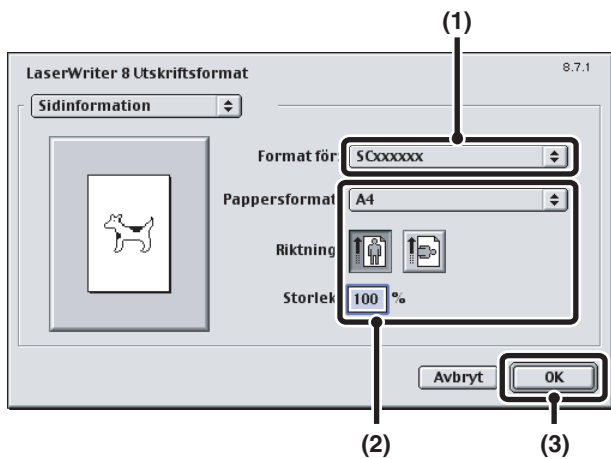 (1)
LaserWriter 8 Utskriftsformat 8.7.1
Sidinformation
Format för: SCxxxxxx
Pappersformat A4
Riktning
Storlek 100 %
Avbryt OK
(2) (3)